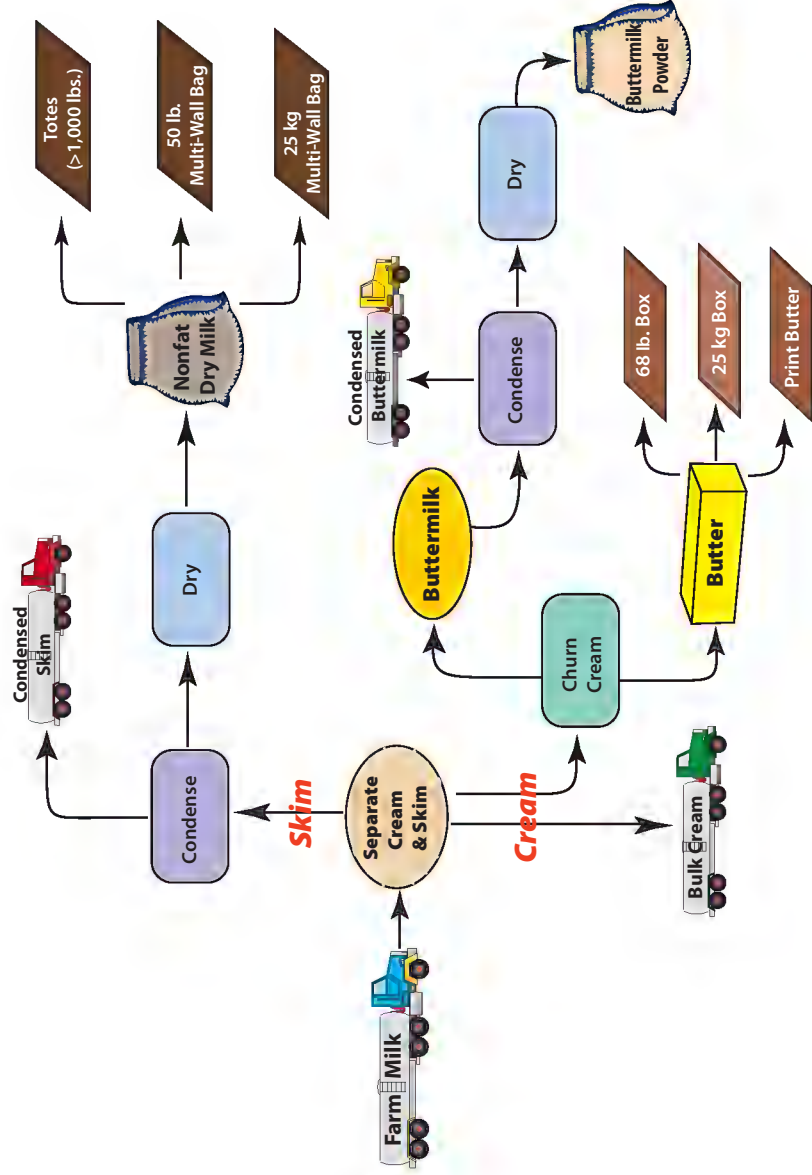 Farm Milk
Separate
Cream
& Skim
Skim
Cream
Condense
Condensed
Skim
Dry
Nonfat
Dry Milk
Totes
(> 1,000 lbs.)
50 lb.
Multi-Wall Bag
25 kg
Multi-Wall Bag
Bulk Cream
Churn
Cream
Buttermilk
Condense
Condensed
Buttermilk
Dry
Buttermilk
Powder
Butter
68 lb. Box
25 kg Box
Print Butter